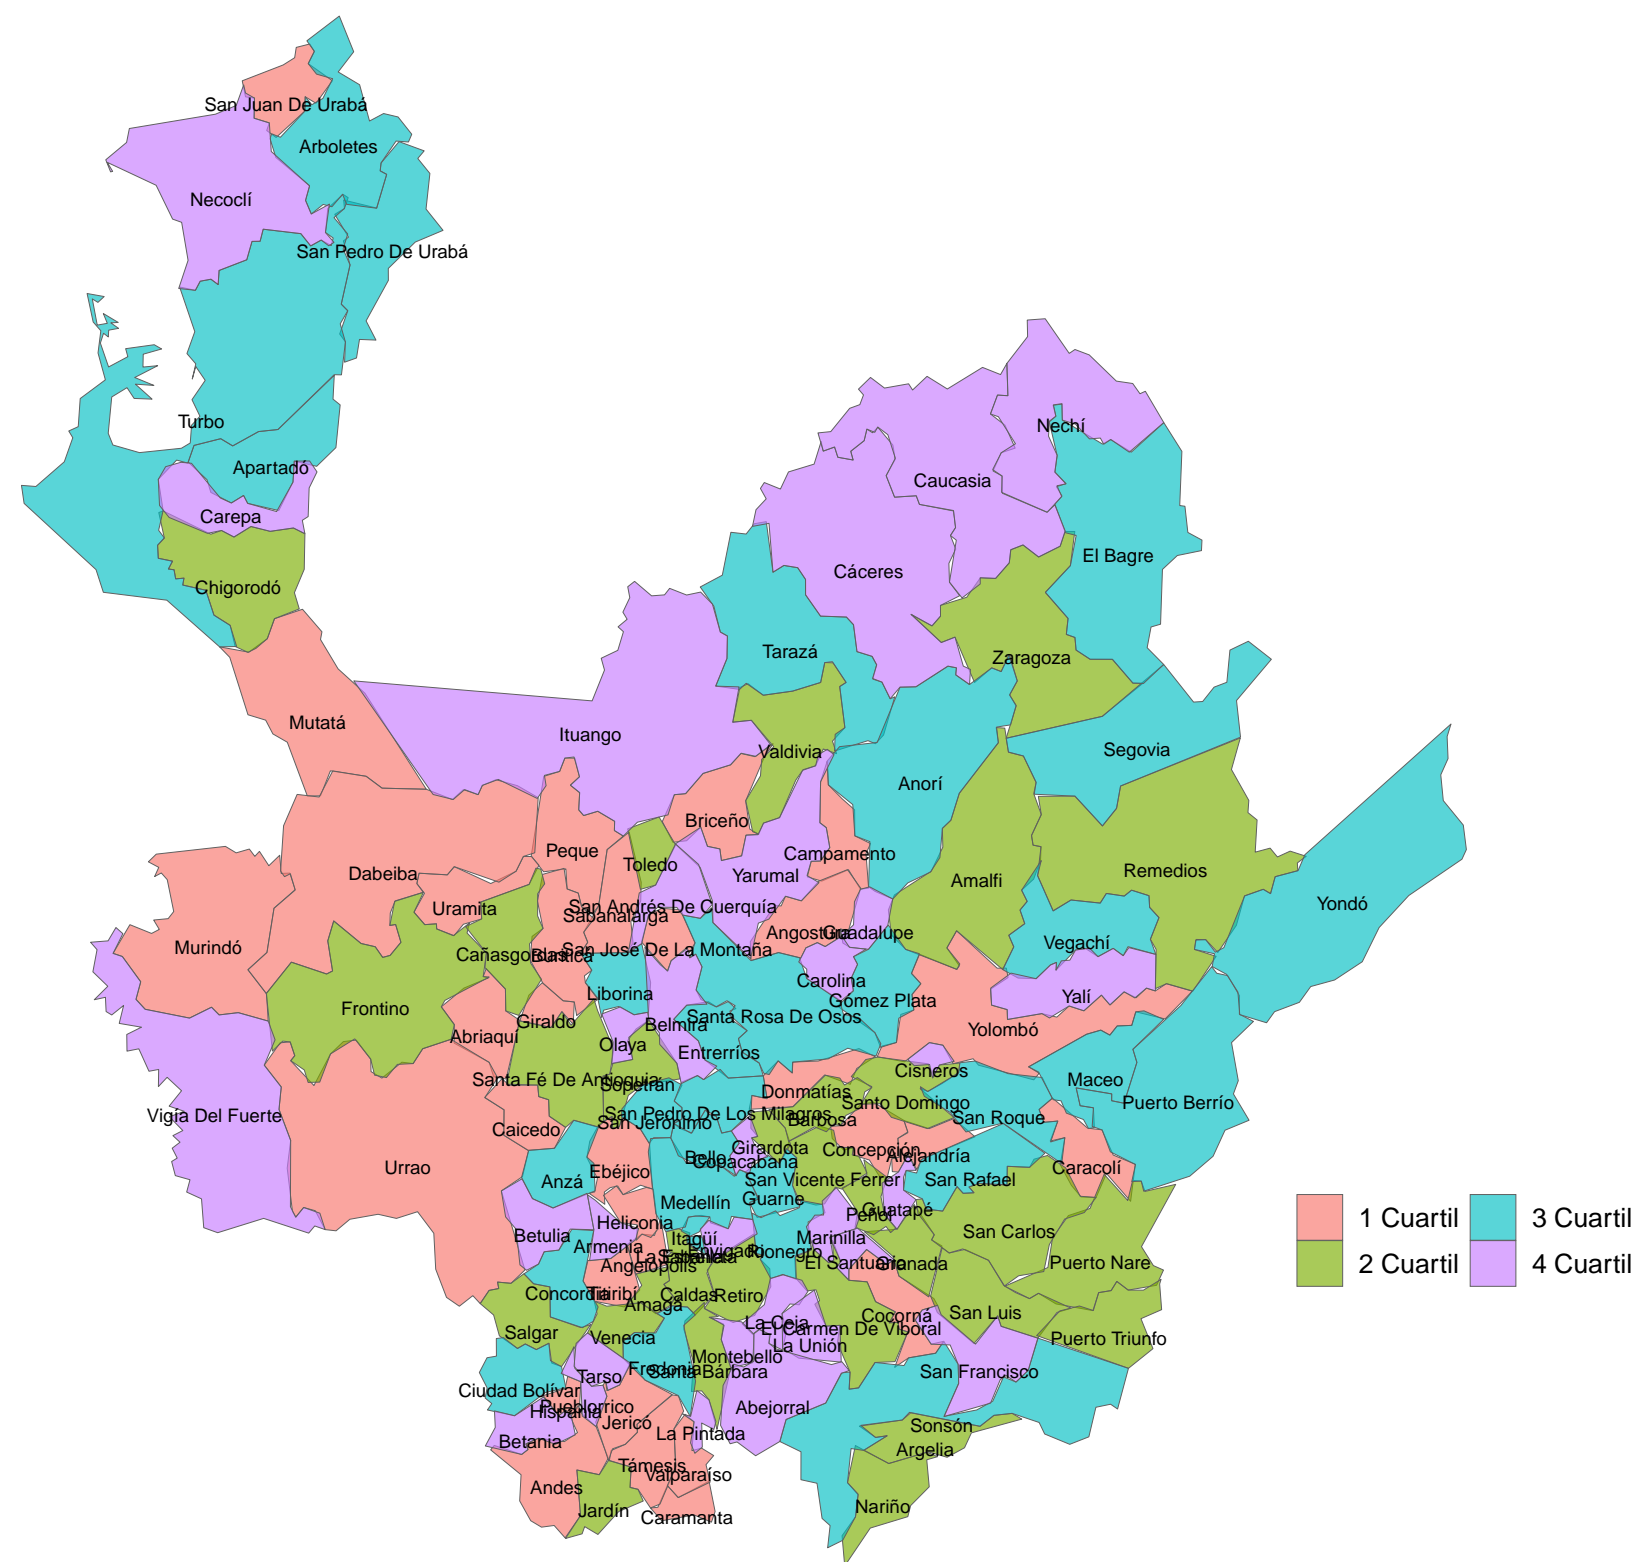 San Juan De Urabá
Arboletes
Necoclí
San Pedro De Urabá
Turbo
Nechí
Apartadó
Caucasia
Carepa
El Bagre
Cáceres
Chigorodó
Tarazá
Zaragoza
Mutatá
Ituango
Segovia
Valdivia
Anorí
Briceño
Peque
Campamento
Toledo
Dabeiba
Yarumal
Remedios
Amalfi
Yondó
San Andrés De Cuerquía
Uramita
Sabanalarga
Angostura
Guadalupe
Vegachí
Murindó
San José De La Montaña
Cañasgordas
Buriticá
Carolina
Liborina
Yalí
Gómez Plata
Frontino
Santa Rosa De Osos
Giraldo
Belmira
Yolombó
Abriaquí
Olaya
Entrerríos
Cisneros
Santa Fé De Antioquia
Maceo
Sopetrán
Donmatías
Santo Domingo
Puerto Berrío
San Pedro De Los Milagros
Vigía Del Fuerte
San Roque
Barbosa
San Jerónimo
Caicedo
Girardota
Concepción
Alejandría
Bello
Copacabana
Urrao
Caracolí
Ebéjico
Anzá
San Vicente Ferrer
San Rafael
Guarne
Medellín
Guatapé
Peñol
1 Cuartil
3 Cuartil
Heliconia
San Carlos
Betulia
Itagüí
Marinilla
Armenia
Envigado
Rionegro
La Estrella
Sabaneta
El Santuario
Granada
Puerto Nare
Angelópolis
2 Cuartil
4 Cuartil
Concordia
Titiribí
Caldas
Retiro
Amagá
San Luis
Cocorná
La Ceja
El Carmen De Viboral
Salgar
Venecia
Puerto Triunfo
La Unión
Montebello
Fredonia
Santa Bárbara
San Francisco
Tarso
Ciudad Bolívar
Pueblorrico
Abejorral
Hispania
Jericó
Sonsón
La Pintada
Betania
Argelia
Támesis
Valparaíso
Andes
Nariño
Jardín
Caramanta